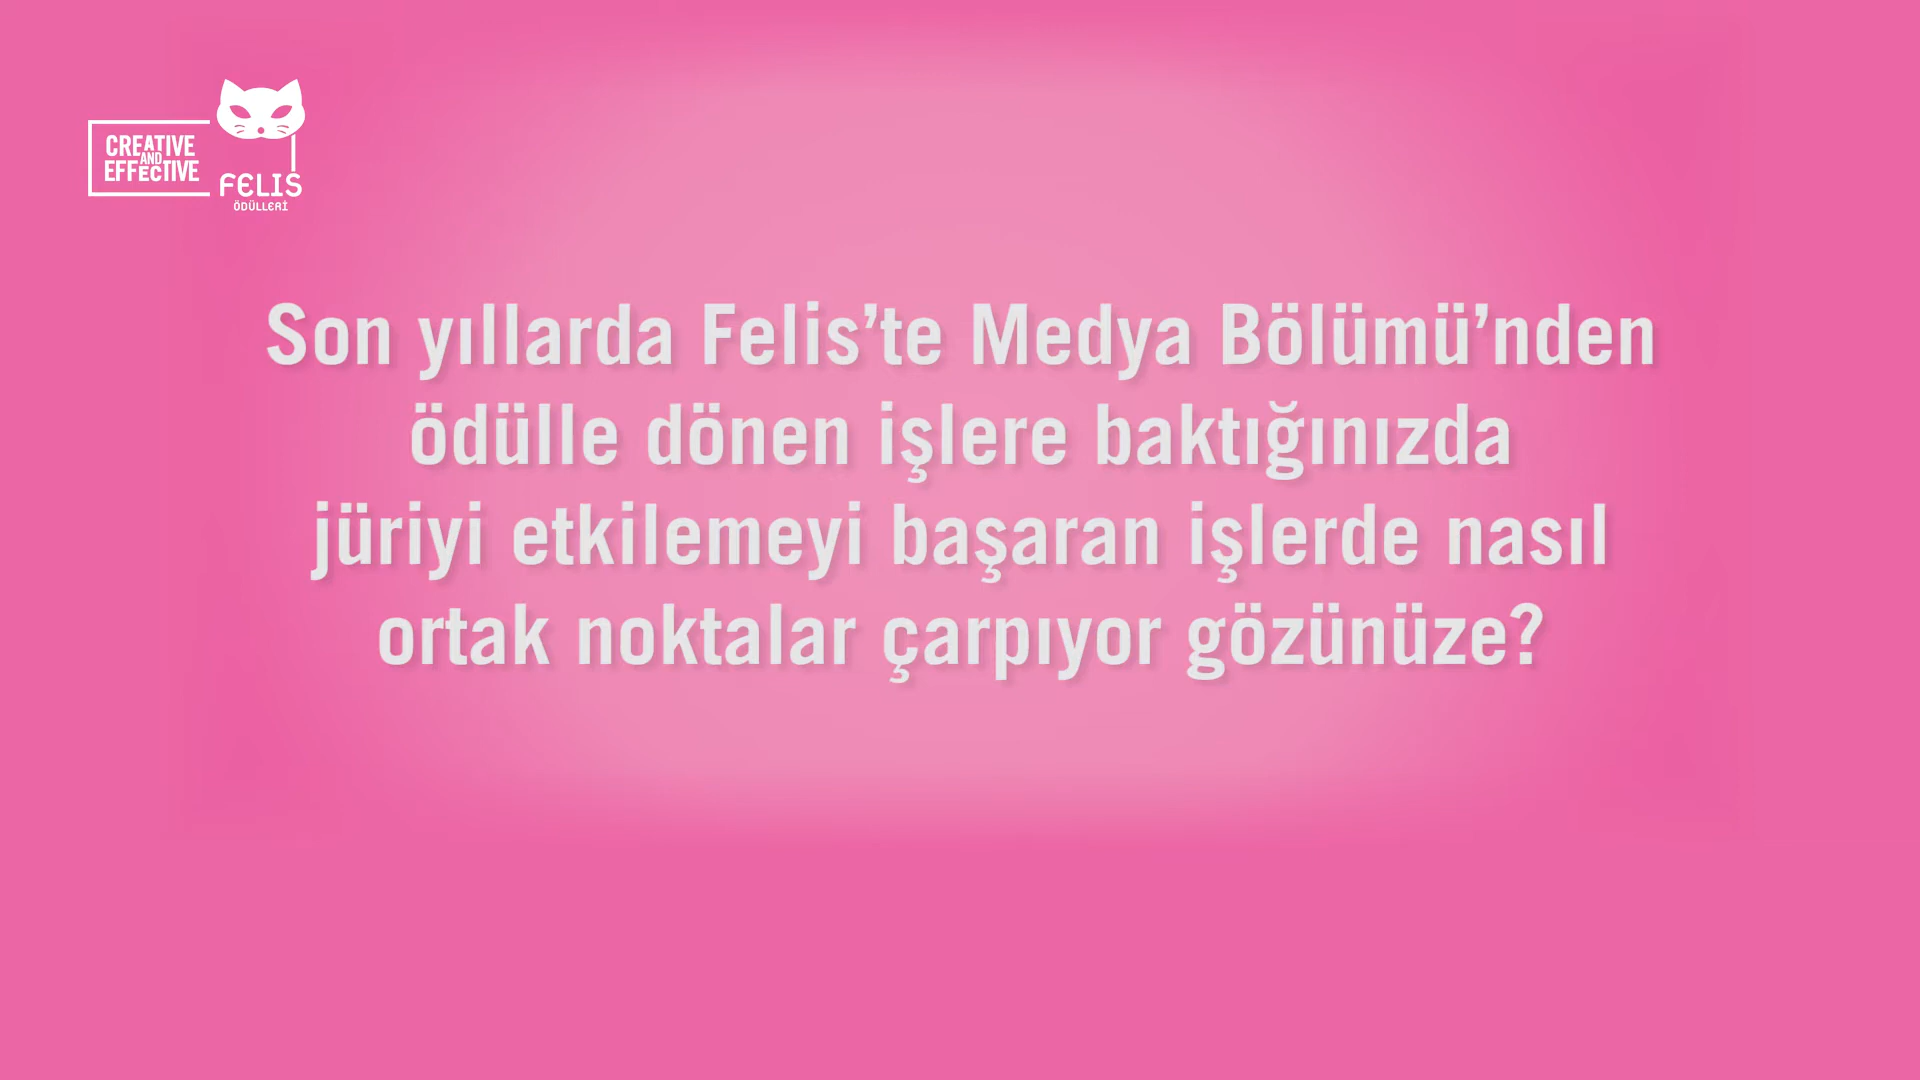 CREATIVE
AND
EFFECTIVE
FELIS
ÖDÜLLERİ
Son yıllarda Felis’te Medya Bölümü’nden
ödülle dönen işlere baktığınızda
jüriyi etkilemeyi başaran işlerde nasıl
ortak noktalar çarpıyor gözünüze?